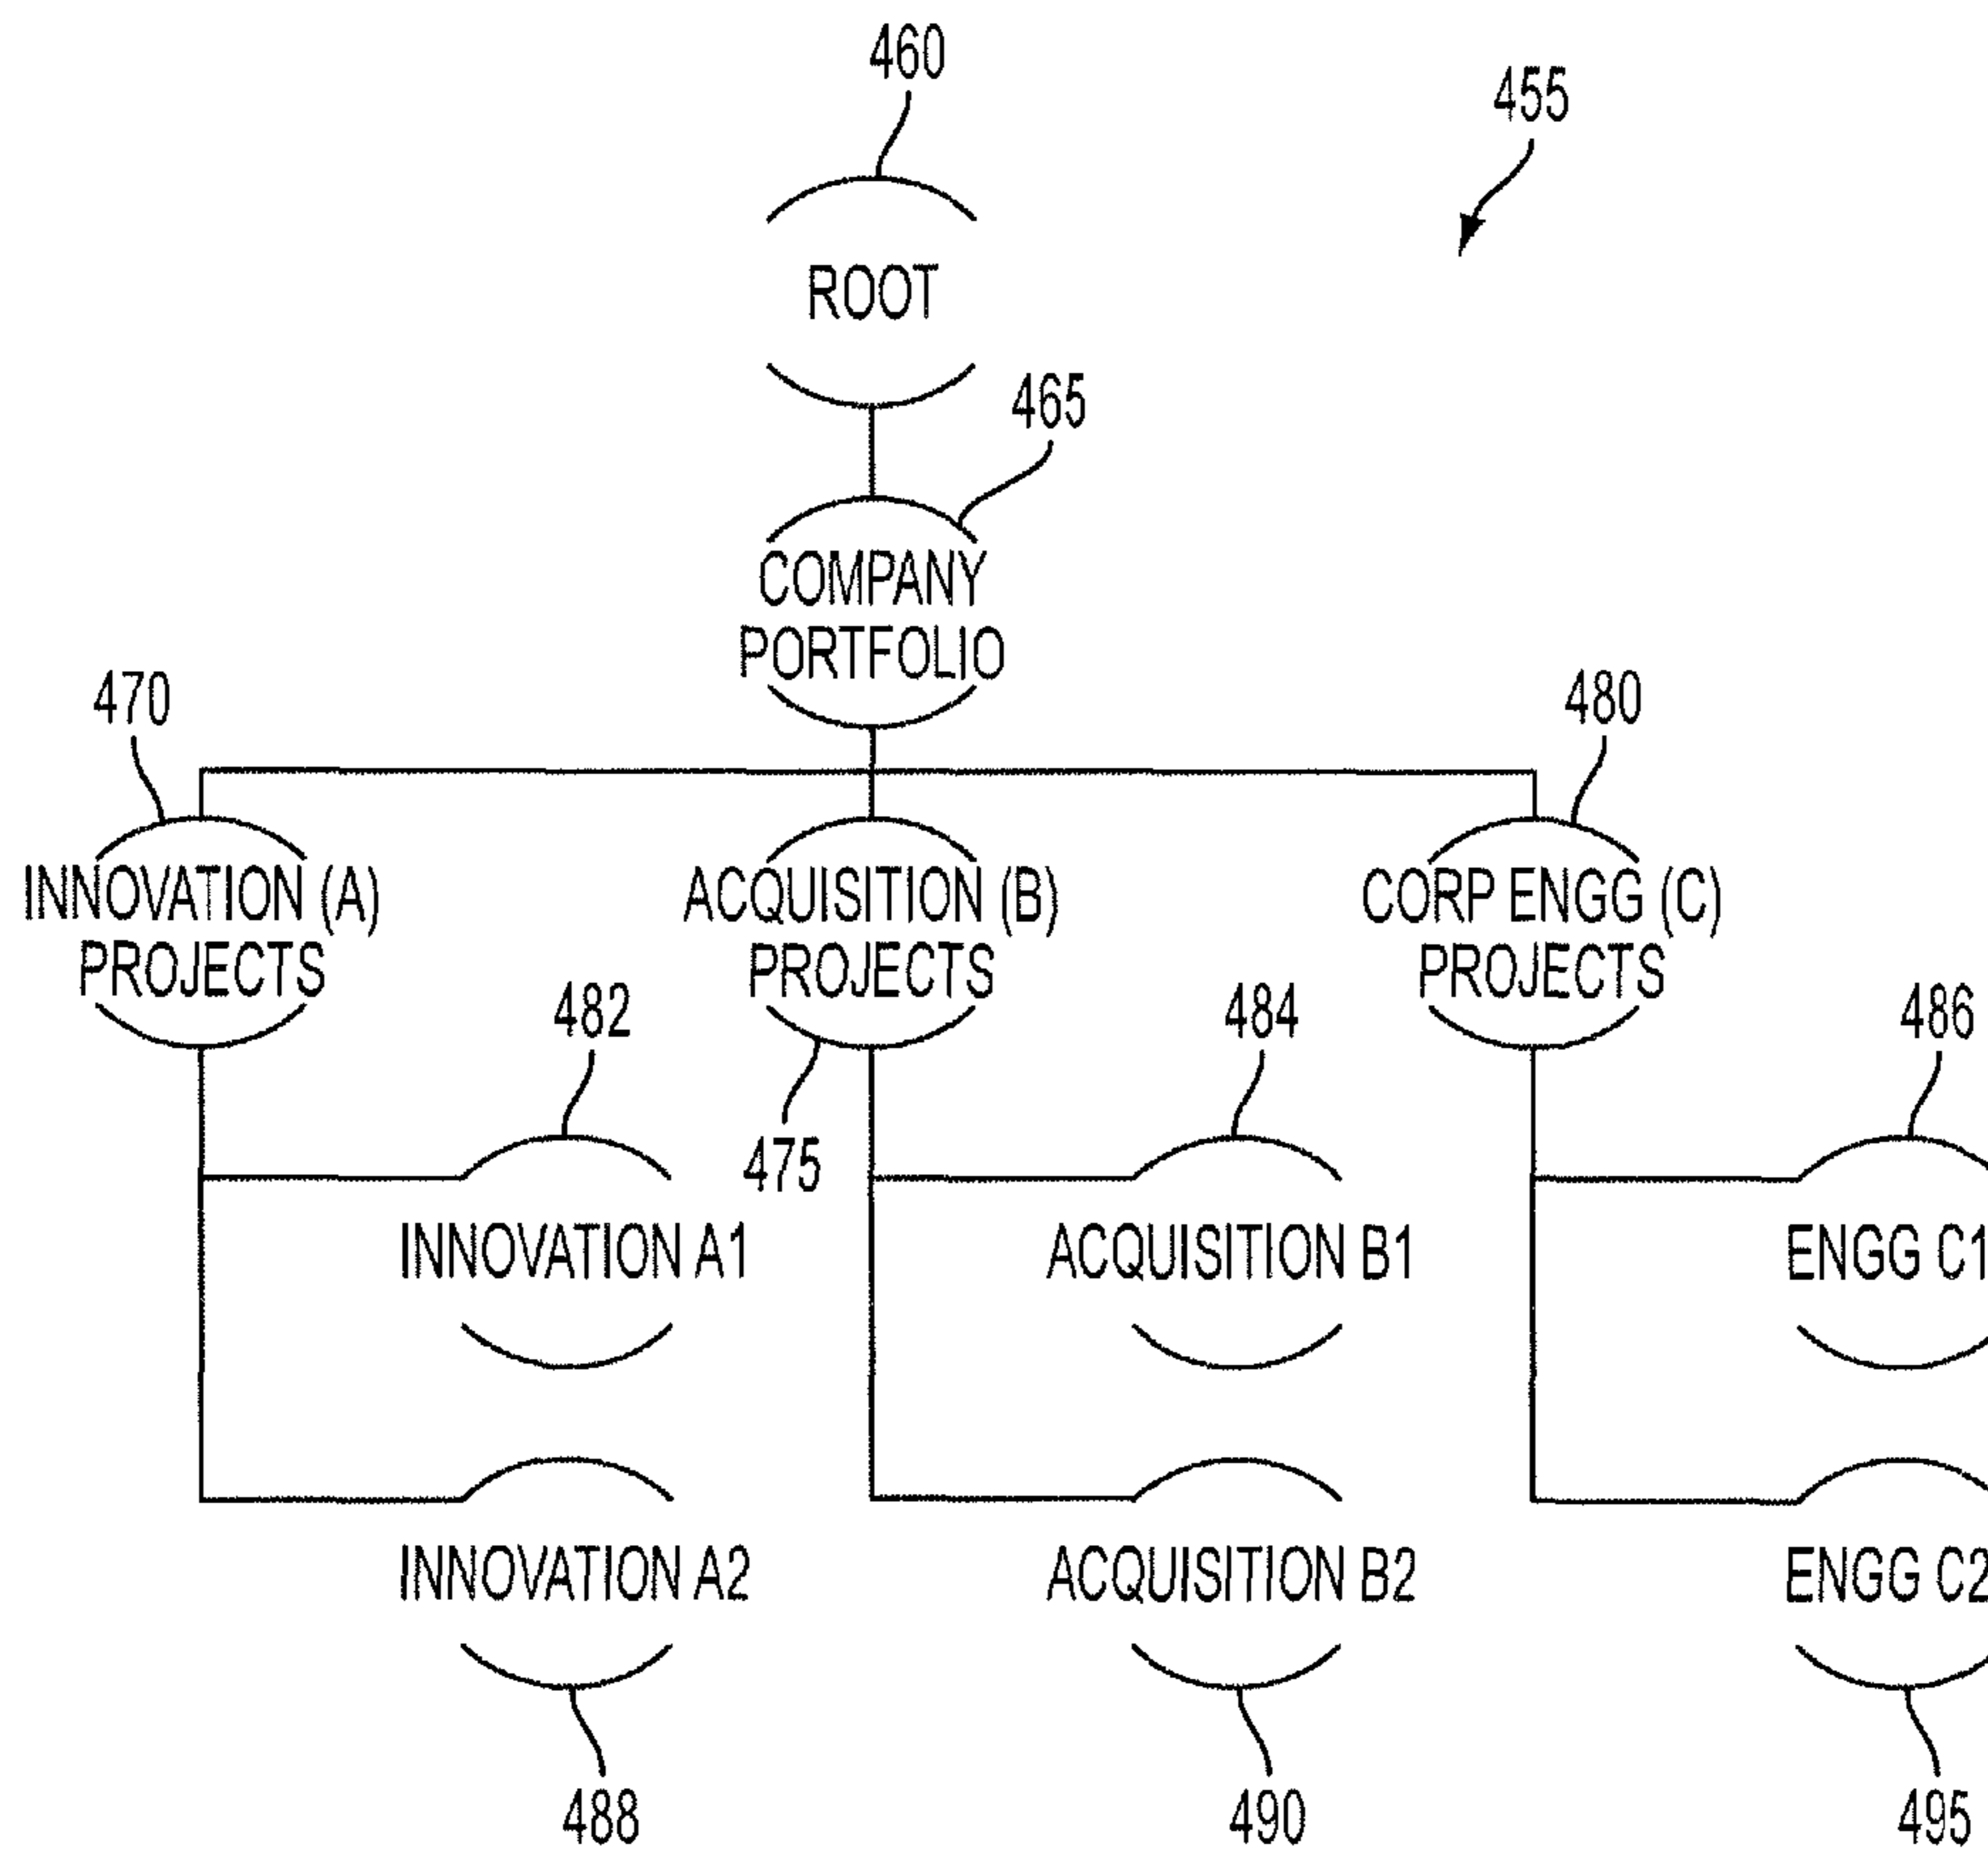 460
455
ROOT
465
COMPANY
PORTFOLIO
470
480
INNOVATION (A)
PROJECTS
ACQUISITION (B)
PROJECTS
CORP ENGG (C)
PROJECTS
482
484
486
475
INNOVATION A1
ACQUISITION B1
ENGG C1
INNOVATION A2
ACQUISITION B2
ENGG C2
488
490
495